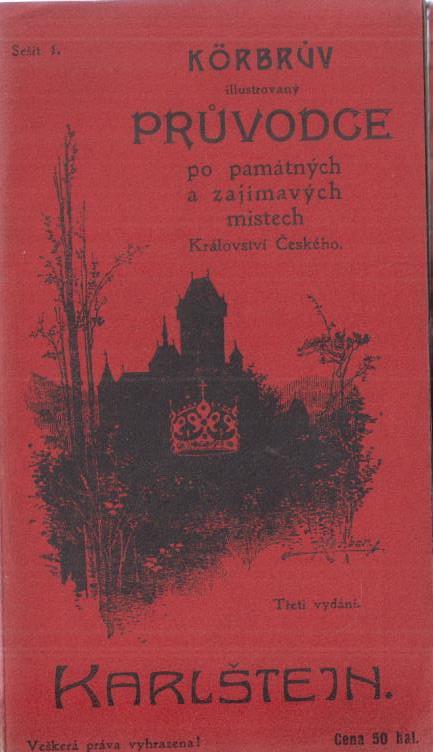 Sešit 1.
KÖRBRŮV
illustrovaný
PRŮVODCE
po památných
a zajímavých
místech
Království Českého.
Třetí vydání.
KARLŠTEJN.
Veškerá práva vyhrazena!
Cena 50 hal.